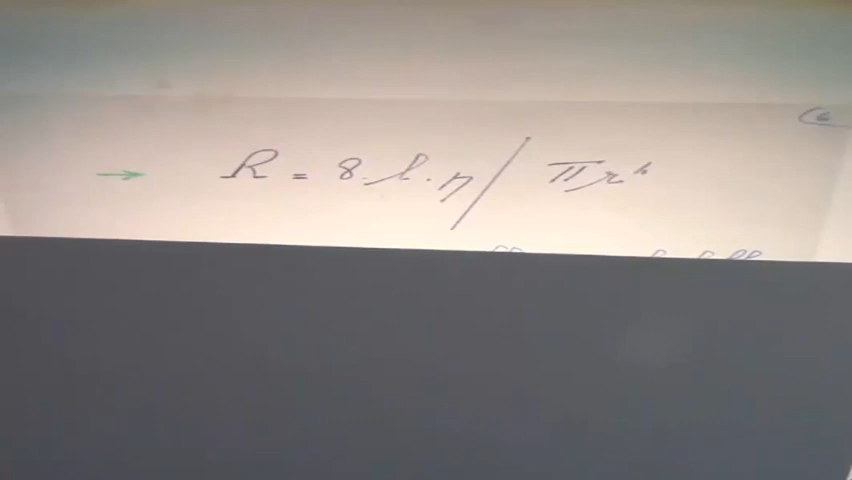 → R = 8.l.η / πr⁴